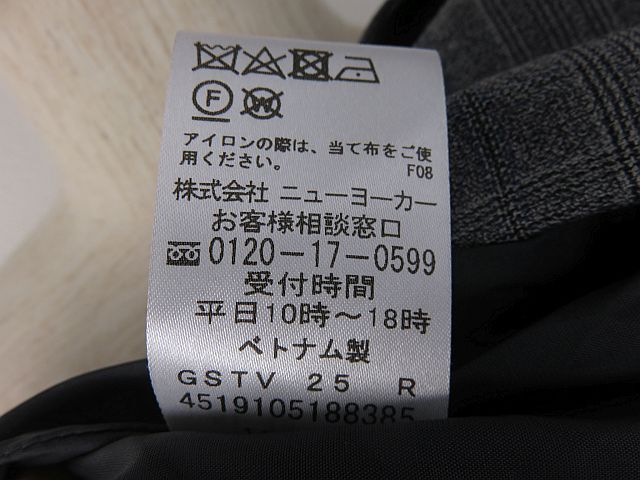 F W
アイロンの際は、当て布をご使
用ください。 F08
株式会社 ニューヨーカー
お客様相談窓口
0120-17-0599
受付時間
平日10時~18時
ベトナム製
GSTV 25 R
4519105188385